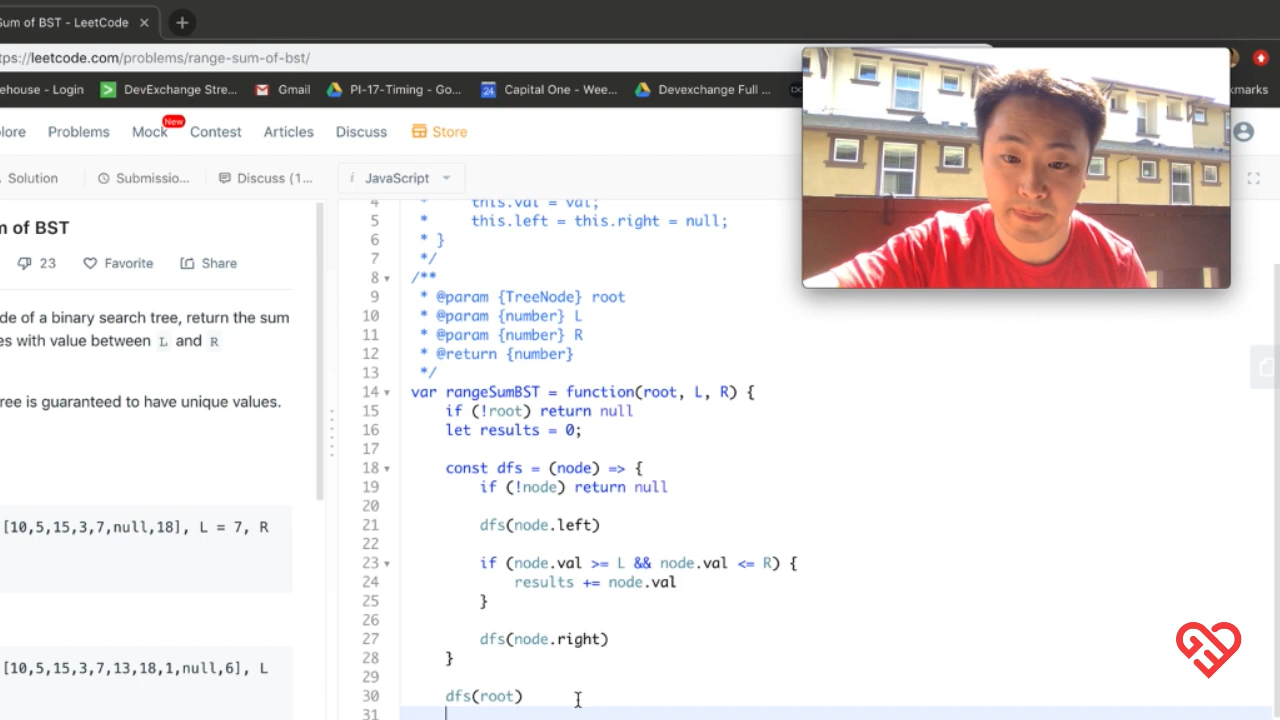 Sum of BST - LeetCode
tps://leetcode.com/problems/range-sum-of-bst/
ehouse - Login DevExchange Stre... Gmail PI-17-Timing - Go... 24 Capital One - Wee... Devexchange Full ... marks
lore Problems Mock New Contest Articles Discuss Store
Solution Submissio... Discuss (1... i JavaScript
m of BST
23 Favorite Share
de of a binary search tree, return the sum
es with value between L and R
ree is guaranteed to have unique values.
[10,5,15,3,7,null,18], L = 7, R
[10,5,15,3,7,13,18,1,null,6], L
4 * this.val = val;
5 * this.left = this.right = null;
6 * }
7 */
8 /**
9 * @param {TreeNode} root
10 * @param {number} L
11 * @param {number} R
12 * @return {number}
13 */
14 var rangeSumBST = function(root, L, R) {
15 if (!root) return null
16 let results = 0;
17
18 const dfs = (node) => {
19 if (!node) return null
20
21 dfs(node.left)
22
23 if (node.val >= L && node.val <= R) {
24 results += node.val
25 }
26
27 dfs(node.right)
28 }
29
30 dfs(root)
31